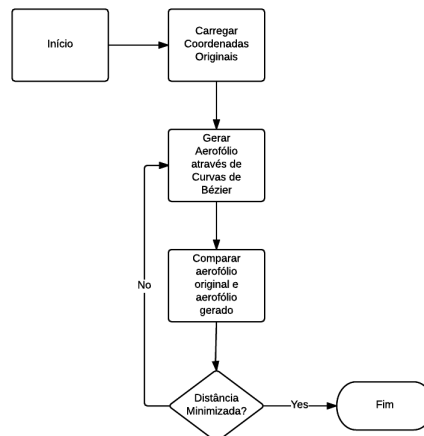 Início
Carregar
Coordenadas
Originais
Gerar
Aerofólio
através de
Curvas de
Bézier
Comparar
aerofólio
original e
aerofólio
gerado
No
Distância
Minimizada?
Yes
Fim